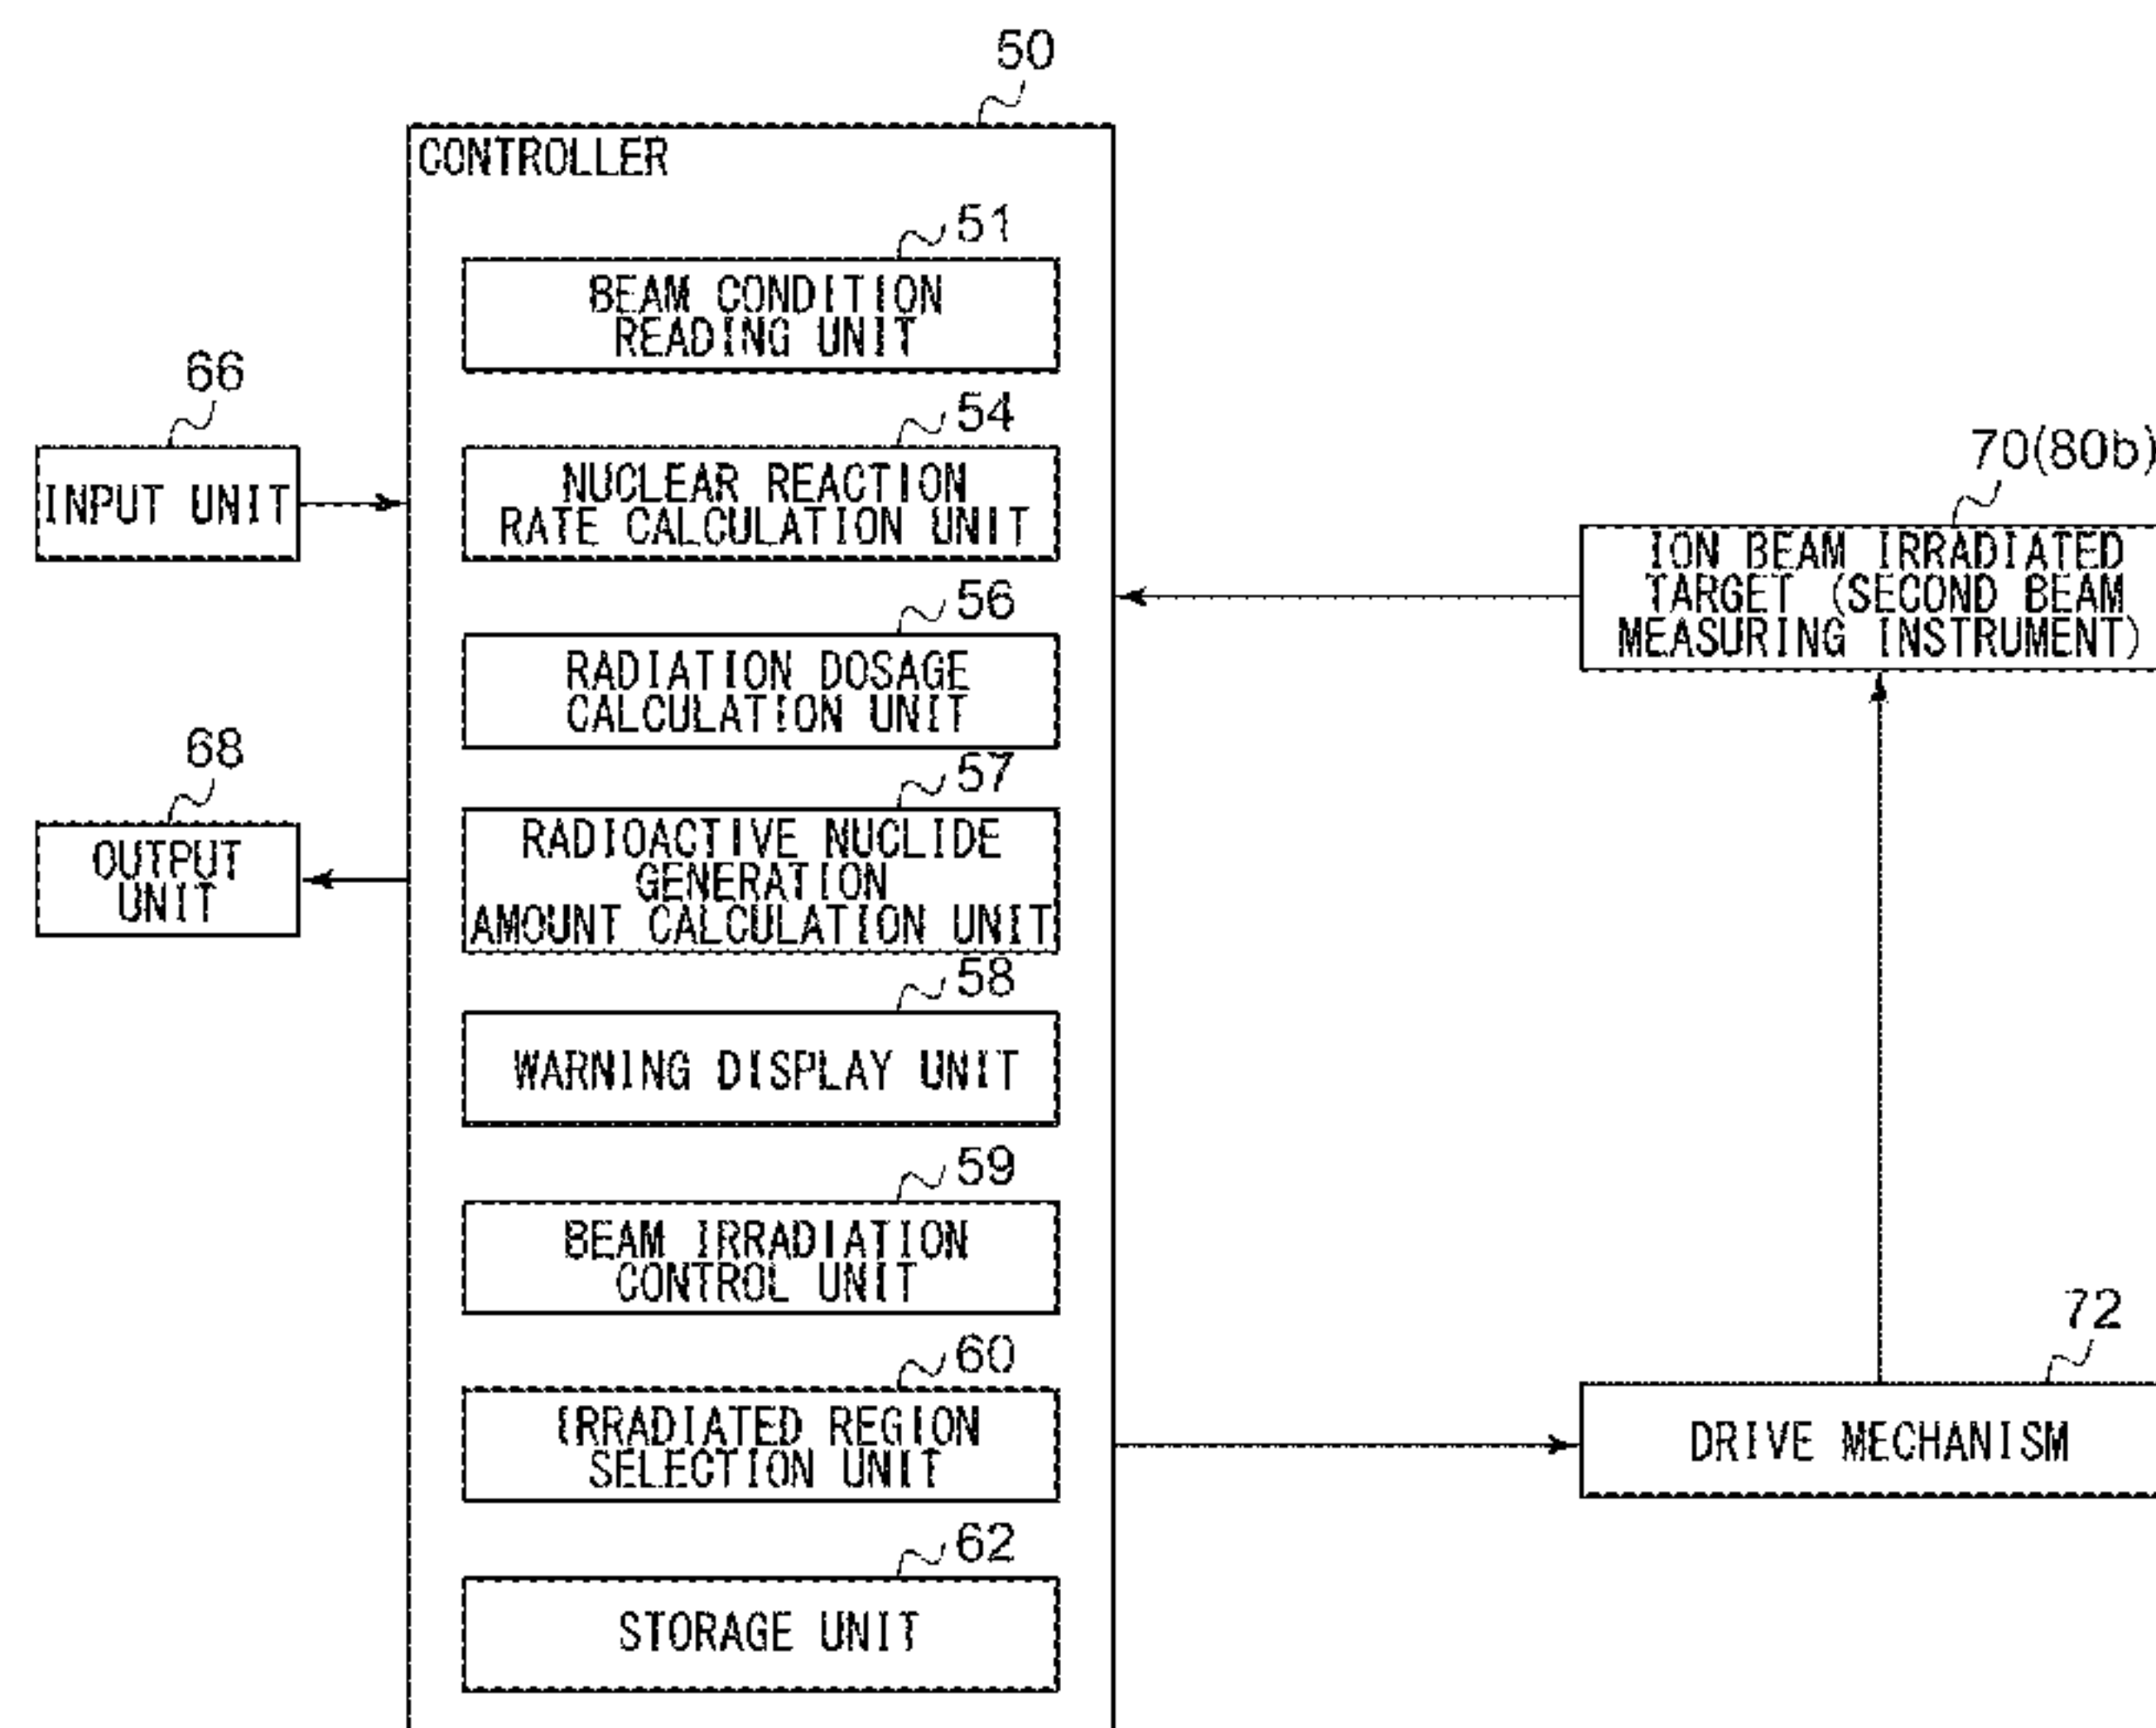 50
CONTROLLER
51
BEAM CONDITION
READING UNIT
54
NUCLEAR REACTION
RATE CALCULATION UNIT
56
RADIATION DOSAGE
CALCULATION UNIT
57
RADIOACTIVE NUCLIDE
GENERATION
AMOUNT CALCULATION UNIT
58
WARNING DISPLAY UNIT
59
BEAM IRRADIATION
CONTROL UNIT
60
IRRADIATED REGION
SELECTION UNIT
62
STORAGE UNIT
66
INPUT UNIT
68
OUTPUT
UNIT
70(80b)
ION BEAM IRRADIATED
TARGET (SECOND BEAM
MEASURING INSTRUMENT)
72
DRIVE MECHANISM